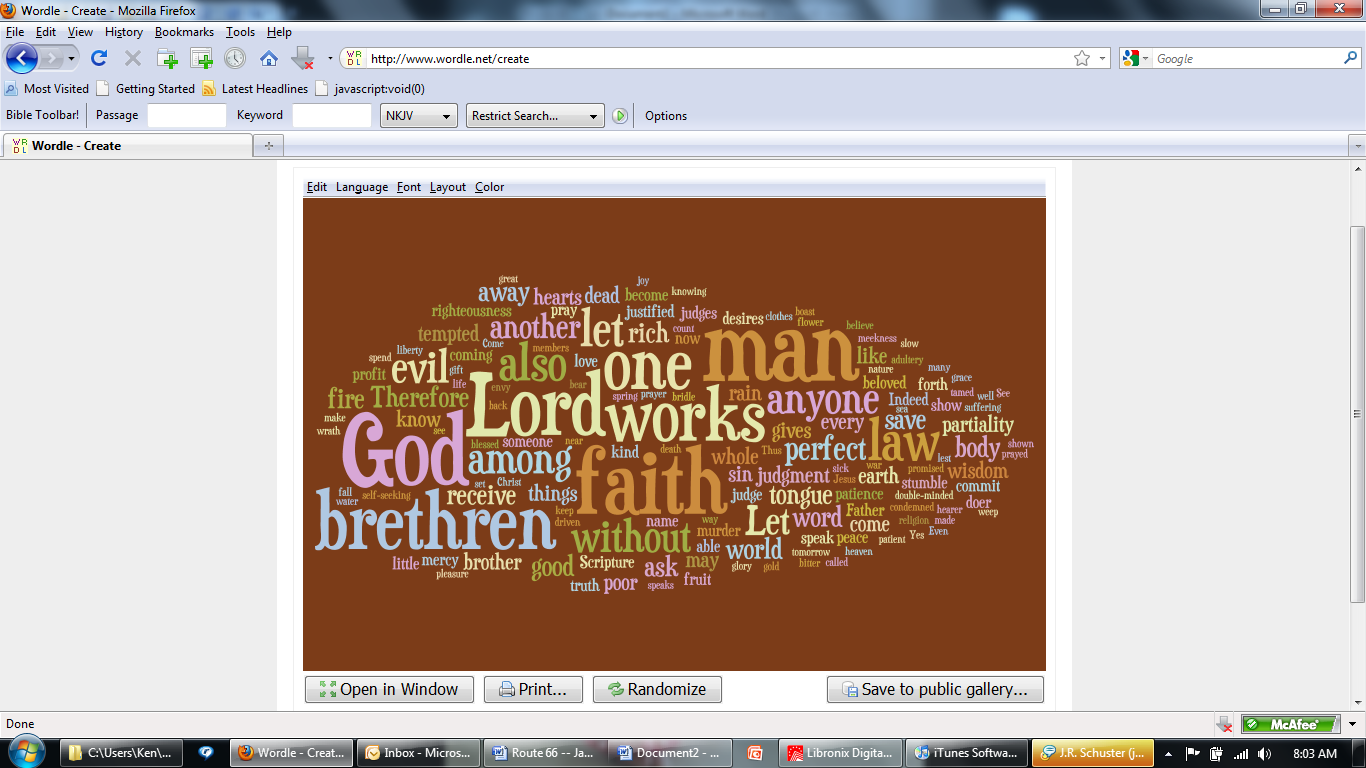 Wordle - Create - Mozilla Firefox
File Edit View History Bookmarks Tools Help
http://www.wordle.net/create
Google
Most Visited Getting Started Latest Headlines javascript:void(0)
Bible Toolbar! Passage Keyword NKJV Restrict Search... Options
Wordle - Create
Edit Language Font Layout Color
great joy
away hearts dead become knowing
righteousness pray justified judges desires clothes boast flower
tempted another let rich count now believe
spend liberty Come coming members also love one man like meekness slow
profit evil gift life nature adultery many
fire Therefore envy bear spring prayer bridle rain beloved forth grace tamed well See
make wrath God know see Lord back works anyone every Indeed sea save show suffering partiality
blessed someone near kind death Thus gives perfect law lest body shown prayed
among faith whole sin judgment sick Jesus war earth promised stumble wisdom
fall water self-seeking set Christ receive things judge tongue patience double-minded commit doer
brethren keep driven name way murder Let word Father condemned hearer weep
without able world speak come peace religion made patient Yes Even
little mercy brother good Scripture ask may glory gold tomorrow bitter heaven called
pleasure truth poor speaks fruit
Open in Window Print... Randomize Save to public gallery...
Done McAfee
C:\Users\Ken\... Wordle - Creat... Inbox - Micros... Route 66 -- Ja... Document2 - ... Libronix Digita... iTunes Softwa... J.R. Schuster (j... 8:03 AM